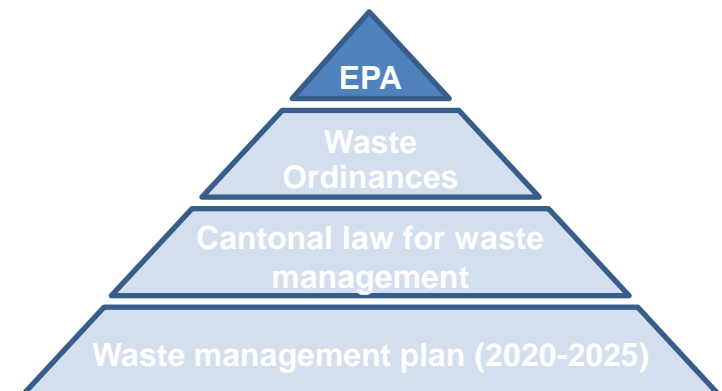 EPA
Waste
Ordinances
Cantonal law for waste
management
Waste management plan (2020-2025)